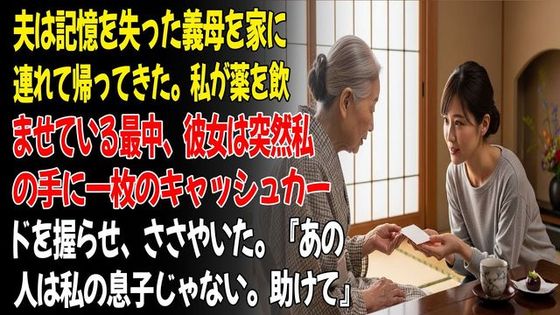 夫は記憶を失った義母を家に
連れて帰ってきた。私が薬を飲
ませている最中、彼女は突然私
の手に一枚のキャッシュカー
ドを握らせ、ささやいた。『あの
人は私の息子じゃない。助けて』